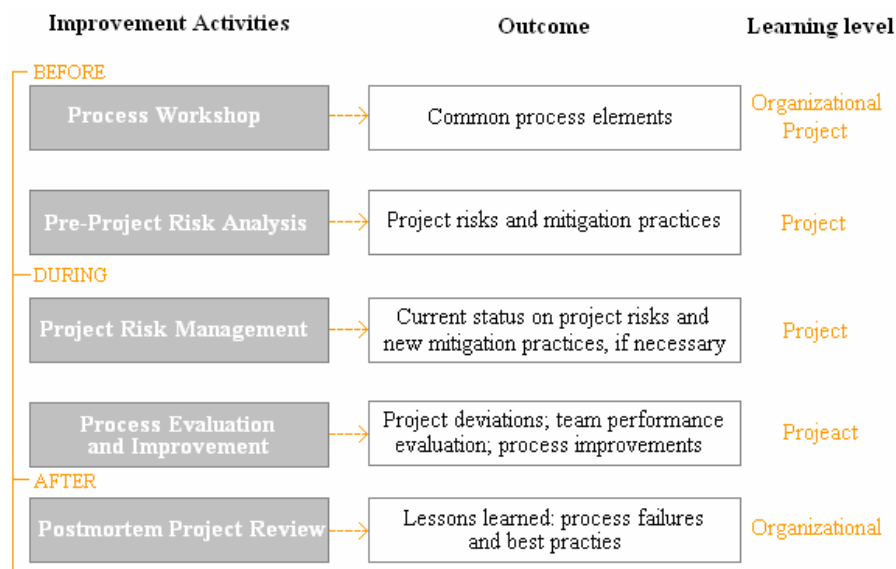 Improvement Activities
Outcome
Learning level
BEFORE
Process Workshop
Common process elements
Organizational
Project
Pre-Project Risk Analysis
Project risks and mitigation practices
Project
DURING
Project Risk Management
Current status on project risks and
new mitigation practices, if necessary
Project
Process Evaluation
and Improvement
Project deviations; team performance
evaluation; process improvements
Projeact
AFTER
Postmortem Project Review
Lessons learned: process failures
and best practies
Organizational